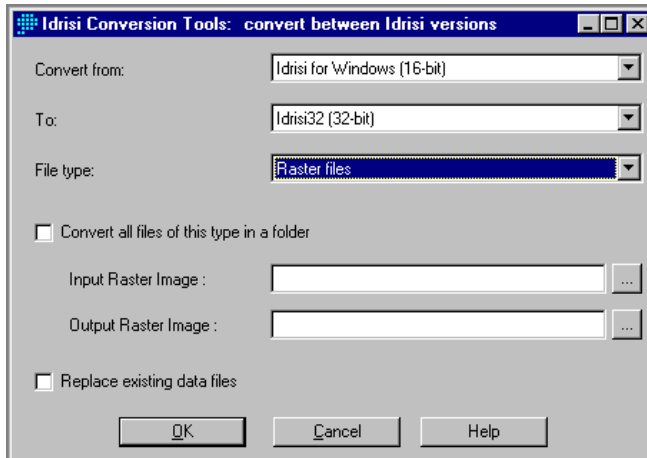 Idrisi Conversion Tools: convert between Idrisi versions
Convert from: Idrisi for Windows (16-bit)
To: Idrisi32 (32-bit)
File type: Raster files
Convert all files of this type in a folder
Input Raster Image : ...
Output Raster Image : ...
Replace existing data files
OK Cancel Help